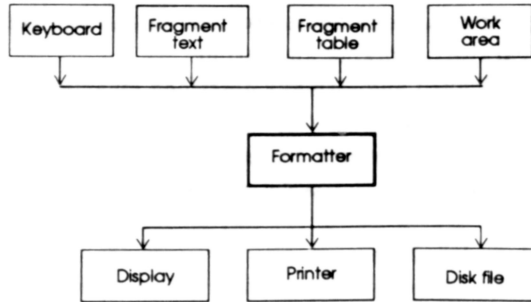 Keyboard
Fragment
text
Fragment
table
Work
area
Formatter
Display
Printer
Disk file